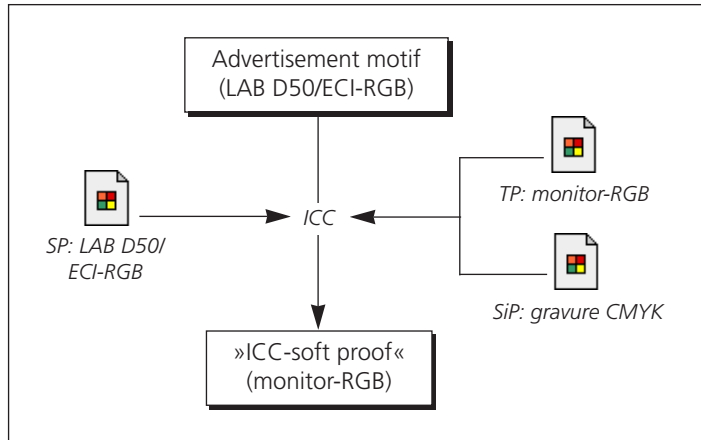 Advertisement motif
(LAB D50/ECI-RGB)
TP: monitor-RGB
ICC
SP: LAB D50/
ECI-RGB
SiP: gravure CMYK
»ICC-soft proof«
(monitor-RGB)